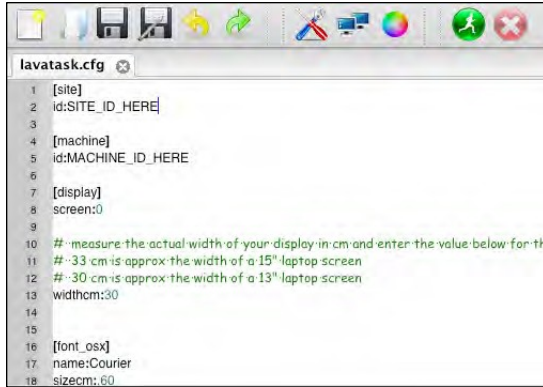 lavatask.cfg
1 [site]
2 id:SITE_ID_HERE
3
4 [machine]
5 id:MACHINE_ID_HERE
6
7 [display]
8 screen:0
9
10 # measure the actual width of your display in cm and enter the value below for th
11 # 33 cm is approx the width of a 15" laptop screen
12 # 30 cm is approx the width of a 13" laptop screen
13 widthcm:30
14
15
16 [font_osx]
17 name:Courier
18 sizecm:.60